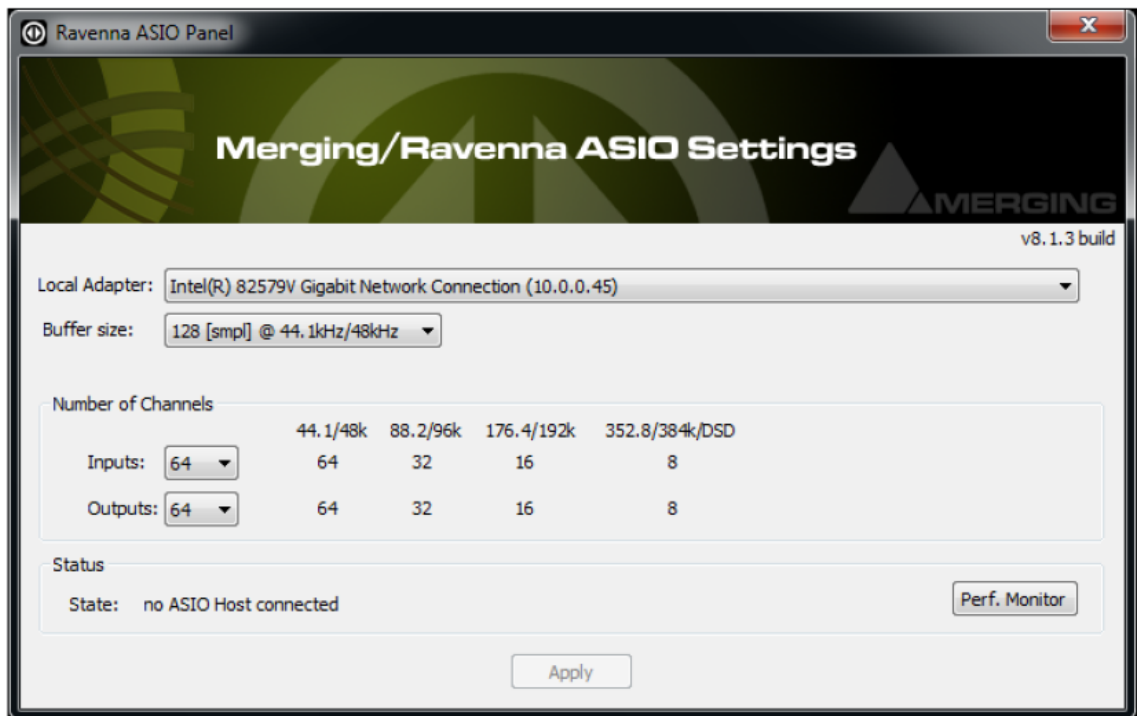 Ravenna ASIO Panel
Merging/Ravenna ASIO Settings
MERGING
v8.1.3 build
Local Adapter: Intel(R) 82579V Gigabit Network Connection (10.0.0.45)
Buffer size: 128 [smpl] @ 44.1kHz/48kHz
Number of Channels
44.1/48k 88.2/96k 176.4/192k 352.8/384k/DSD
Inputs: 64 64 32 16 8
Outputs: 64 64 32 16 8
Status
State: no ASIO Host connected Perf. Monitor
Apply